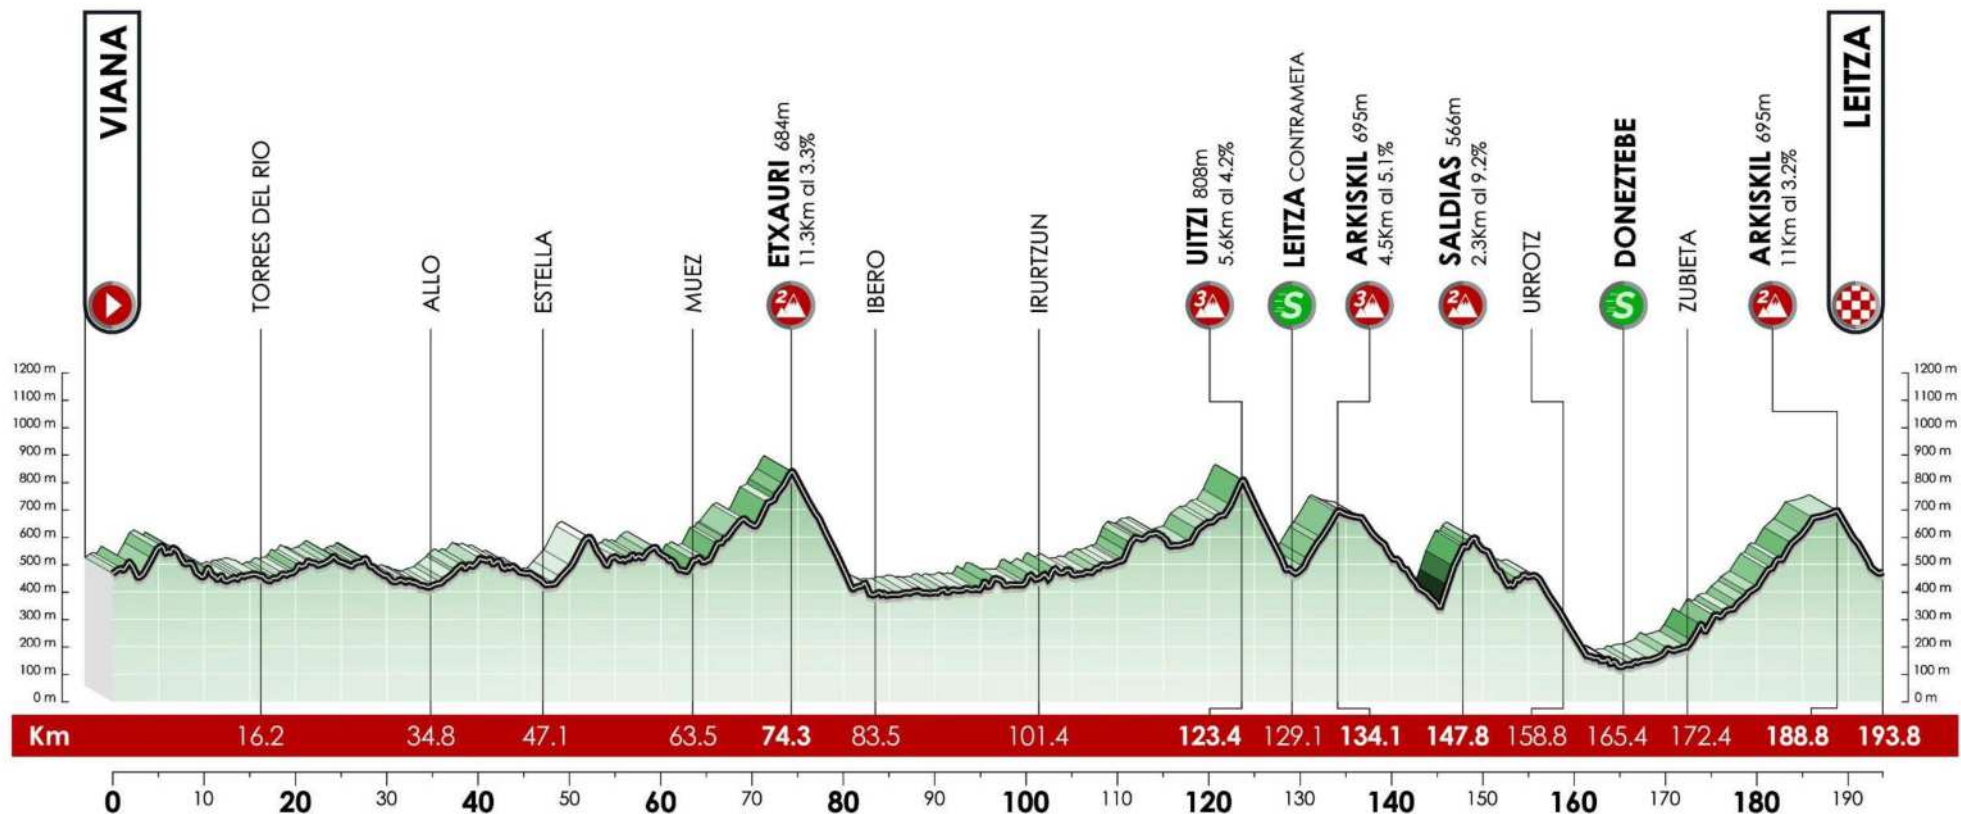 VIANA
TORRES DEL RIO
ALLO
ESTELLA
MUEZ
ETXAURI 684m
11.3Km al 3.3%
2
IBERO
IRURTZUN
UITZI 808m
5.6Km al 4.2%
3
LEITZA CONTRAMETA
S
ARKISKIL 695m
4.5Km al 5.1%
3
SALDIAS 566m
2.3Km al 9.2%
2
URROTZ
DONEZTEBE
S
ZUBIETA
ARKISKIL 695m
11Km al 3.2%
2
LEITZA
1200 m
1100 m
1000 m
900 m
800 m
700 m
600 m
500 m
400 m
300 m
200 m
100 m
0 m
1200 m
1100 m
1000 m
900 m
800 m
700 m
600 m
500 m
400 m
300 m
200 m
100 m
0 m
Km 16.2 34.8 47.1 63.5 74.3 83.5 101.4 123.4 129.1 134.1 147.8 158.8 165.4 172.4 188.8 193.8
0 10 20 30 40 50 60 70 80 90 100 110 120 130 140 150 160 170 180 190